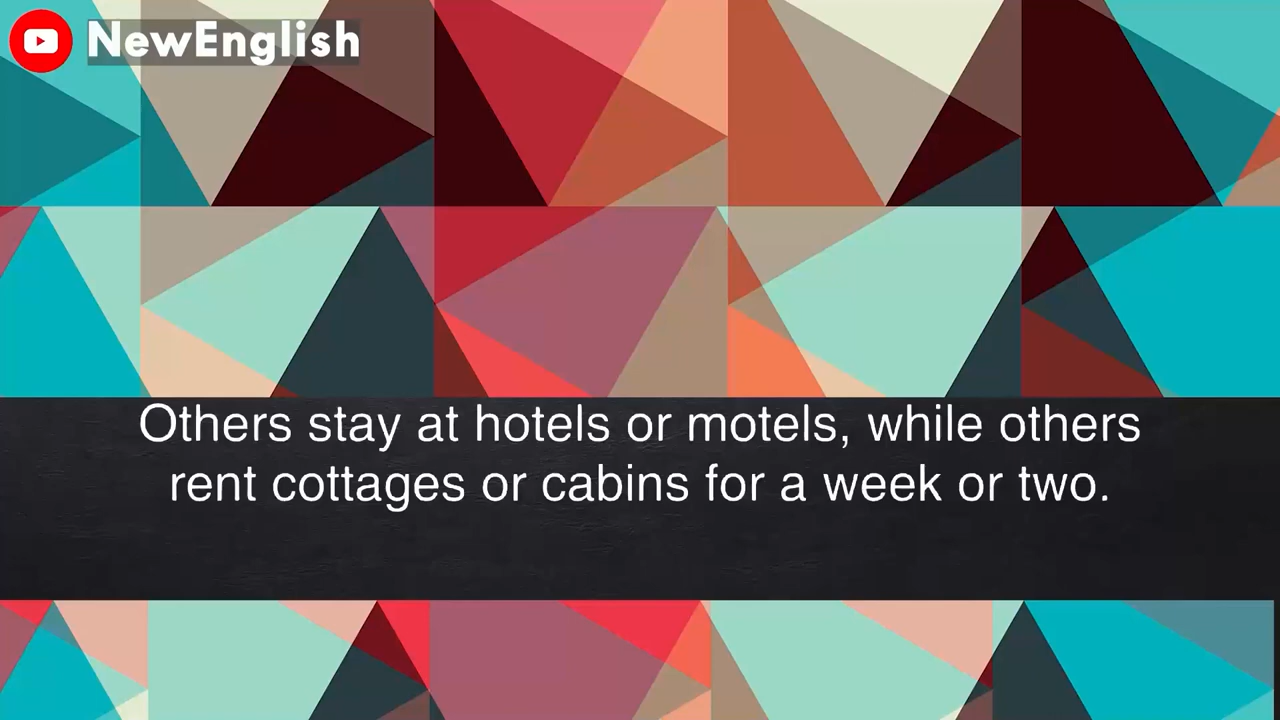 NewEnglish
Others stay at hotels or motels, while others
rent cottages or cabins for a week or two.